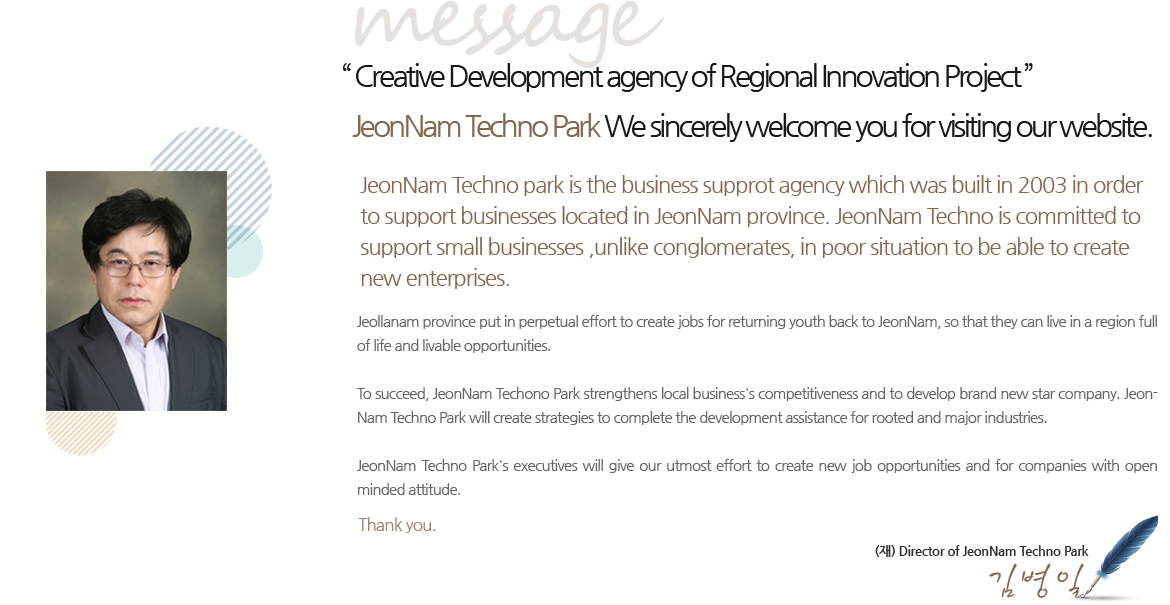 message
“ Creative Development agency of Regional Innovation Project ”
JeonNam Techno Park We sincerely welcome you for visiting our website.
JeonNam Techno park is the business supprot agency which was built in 2003 in order
to support businesses located in JeonNam province. JeonNam Techno is committed to
support small businesses ,unlike conglomerates, in poor situation to be able to create
new enterprises.
Jeollanam province put in perpetual effort to create jobs for returning youth back to JeonNam, so that they can live in a region full
of life and livable opportunities.
To succeed, JeonNam Techono Park strengthens local business's competitiveness and to develop brand new star company. Jeon-
Nam Techno Park will create strategies to complete the development assistance for rooted and major industries.
JeonNam Techno Park's executives will give our utmost effort to create new job opportunities and for companies with open
minded attitude.
Thank you.
(재) Director of JeonNam Techno Park
김병일